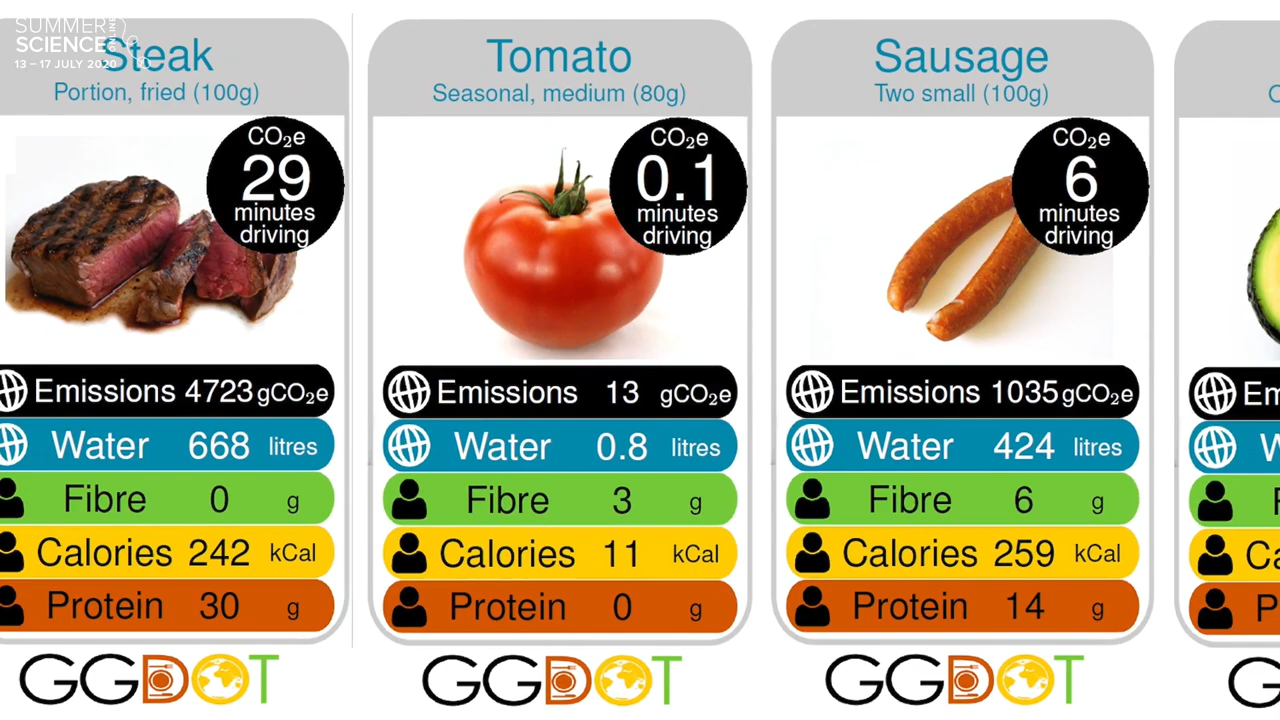 SUMMER
SCIENCE
ONLINE
13 – 17 JULY 2020
Steak
Portion, fried (100g)
CO₂e
29
minutes
driving
Emissions 4723 gCO₂e
Water 668 litres
Fibre 0 g
Calories 242 kCal
Protein 30 g
GGDOT
Tomato
Seasonal, medium (80g)
CO₂e
0.1
minutes
driving
Emissions 13 gCO₂e
Water 0.8 litres
Fibre 3 g
Calories 11 kCal
Protein 0 g
GGDOT
Sausage
Two small (100g)
CO₂e
6
minutes
driving
Emissions 1035 gCO₂e
Water 424 litres
Fibre 6 g
Calories 259 kCal
Protein 14 g
GGDOT